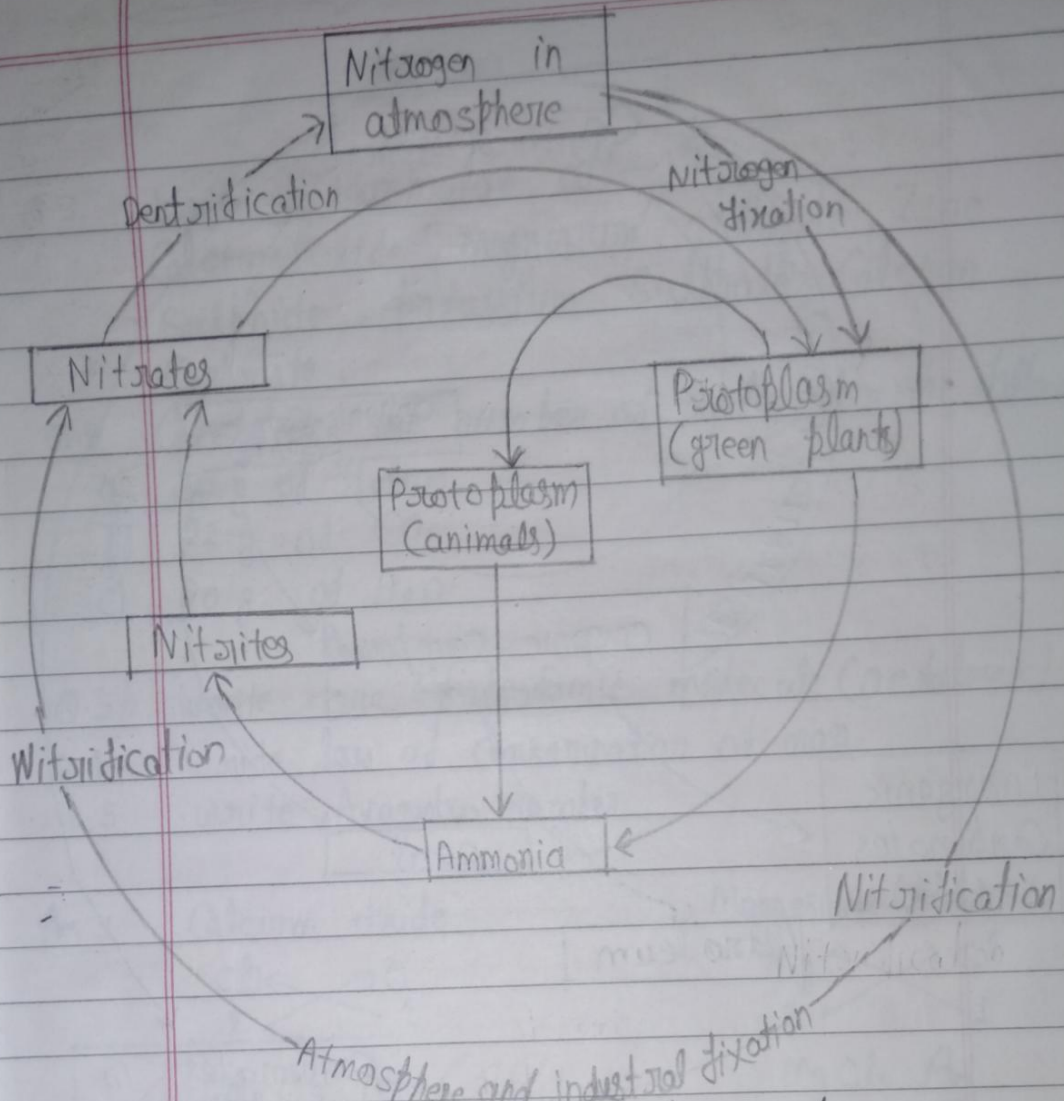 Nitrogen in
atmosphere
Dentrification
Nitrogen
fixation
Nitrates
Protoplasm
(green plants)
Protoplasm
(animals)
Nitrites
Nitrification
Ammonia
Nitrification
Atmosphere and industrial fixation